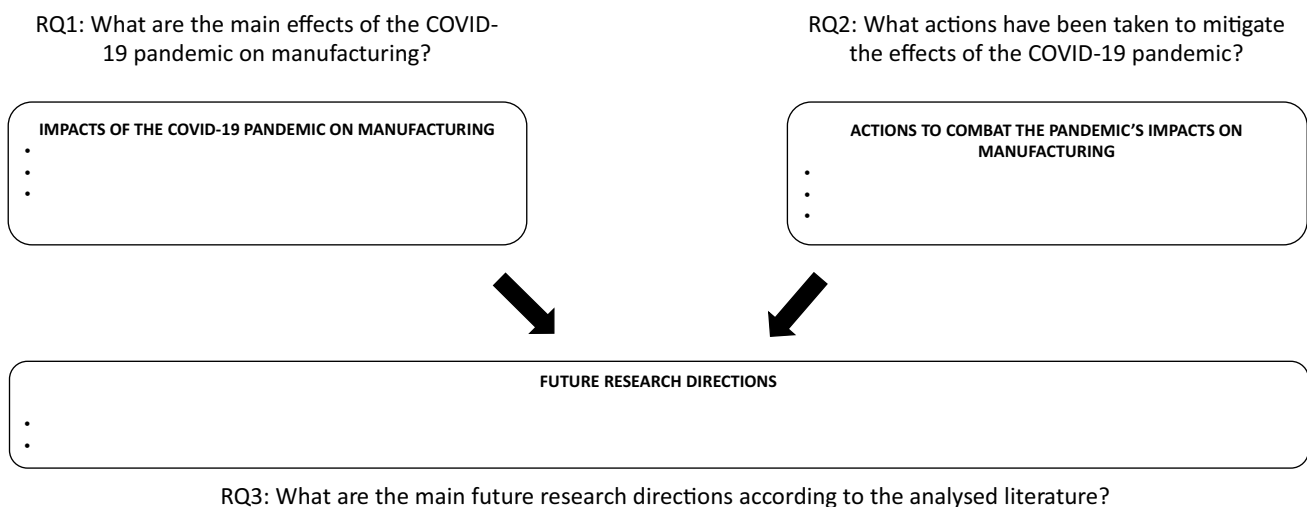 RQ1: What are the main effects of the COVID-
19 pandemic on manufacturing?
RQ2: What actions have been taken to mitigate
the effects of the COVID-19 pandemic?
IMPACTS OF THE COVID-19 PANDEMIC ON MANUFACTURING
•
•
•
ACTIONS TO COMBAT THE PANDEMIC'S IMPACTS ON
MANUFACTURING
•
•
•
FUTURE RESEARCH DIRECTIONS
•
•
RQ3: What are the main future research directions according to the analysed literature?